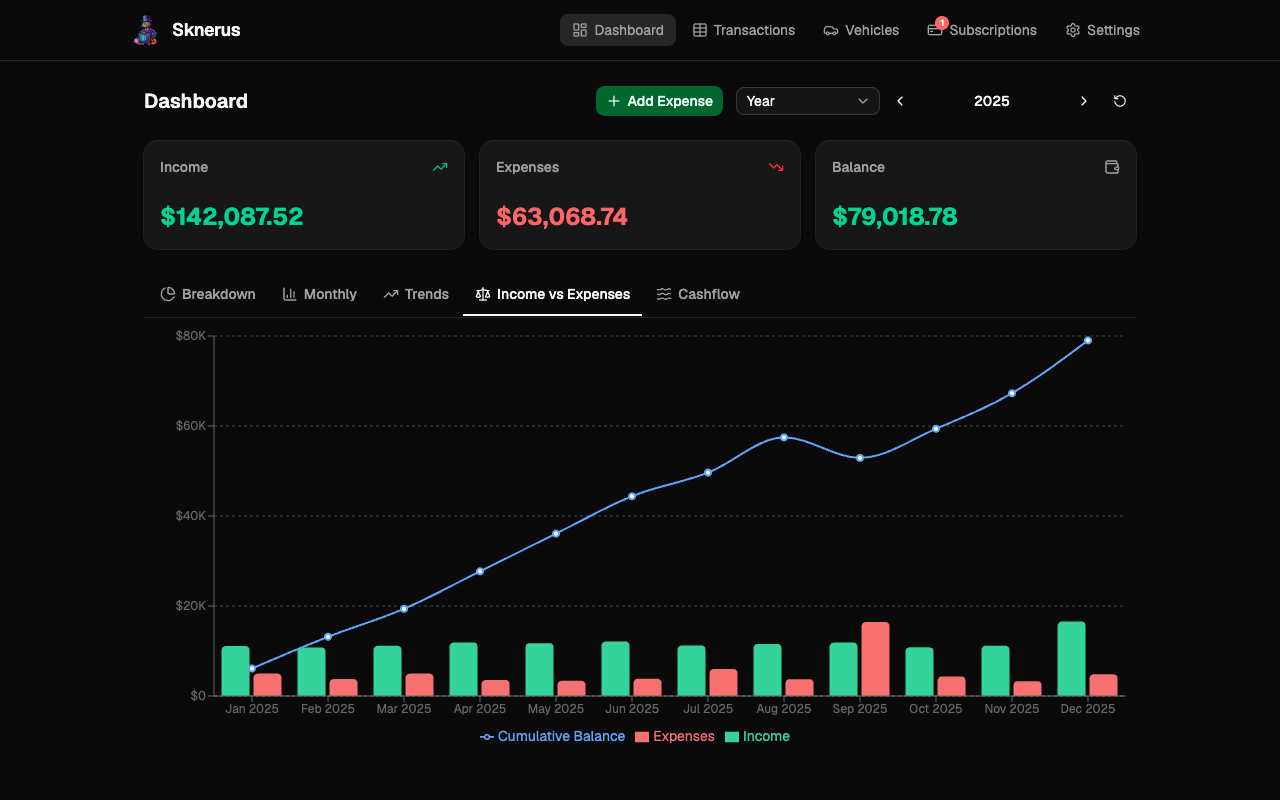 Sknerus
Dashboard Transactions Vehicles 1 Subscriptions Settings
Dashboard
Add Expense Year 2025
Income Expenses Balance
$142,087.52 $63,068.74 $79,018.78
Breakdown Monthly Trends Income vs Expenses Cashflow
$80K
$60K
$40K
$20K
$0
Jan 2025 Feb 2025 Mar 2025 Apr 2025 May 2025 Jun 2025 Jul 2025 Aug 2025 Sep 2025 Oct 2025 Nov 2025 Dec 2025
Cumulative Balance Expenses Income